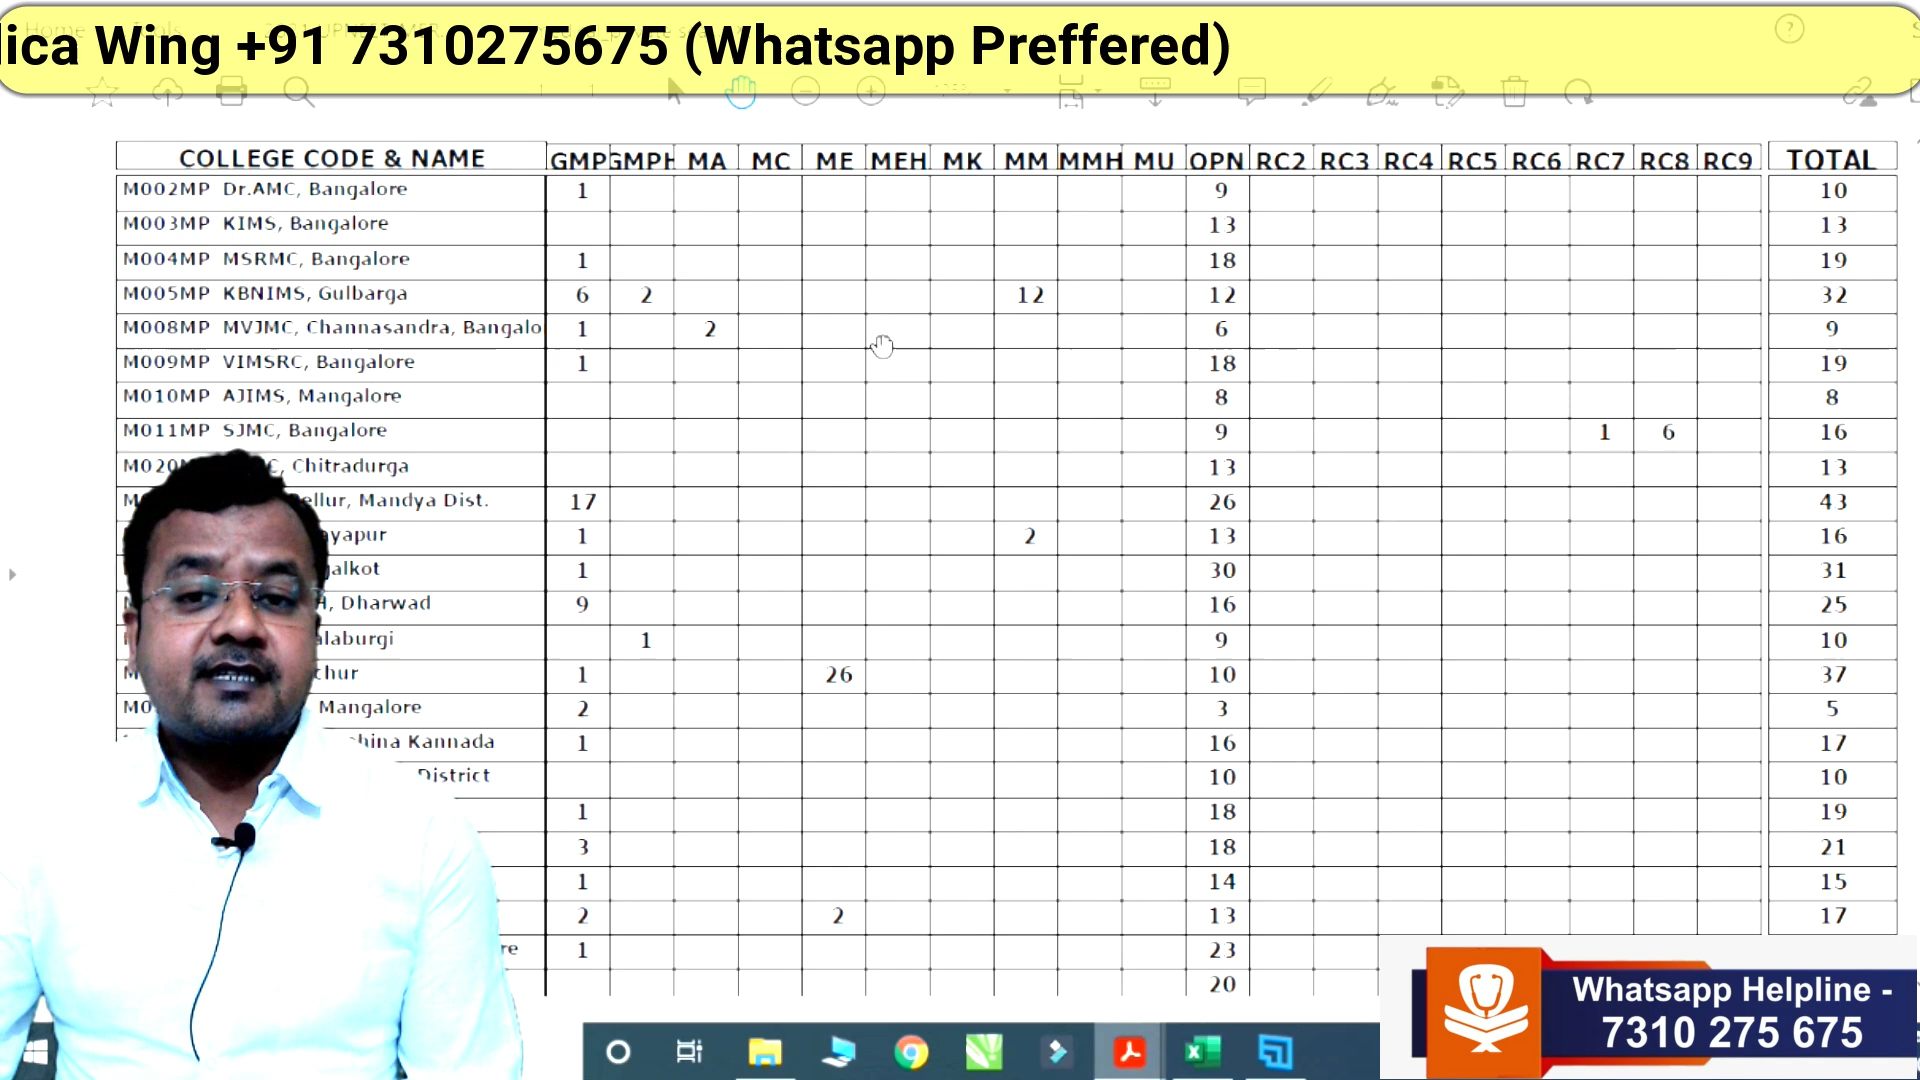 Wing +91 7310275675 (Whatsapp Preffered)
COLLEGE CODE & NAME GMP GMPH MA MC ME MEH MK MM MMH MU OPN RC2 RC3 RC4 RC5 RC6 RC7 RC8 RC9 TOTAL
M002MP Dr.AMC, Bangalore 1 9 10
M003MP KIMS, Bangalore 13 13
M004MP MSRMC, Bangalore 1 18 19
M005MP KBNIMS, Gulbarga 6 2 12 12 32
M008MP MVJMC, Channasandra, Bangalo 1 2 6 9
M009MP VIMSRC, Bangalore 1 18 19
M010MP AJIMS, Mangalore 8 8
M011MP SJMC, Bangalore 9 1 6 16
Chitradurga 13 13
Mandya Dist. 17 26 43
1 2 13 16
1 30 31
Dharwad 9 16 25
1 9 10
1 26 10 37
Mangalore 2 3 5
Kannada 1 16 17
District 10 10
1 18 19
3 18 21
1 14 15
2 2 13 17
1 23
20
Whatsapp Helpline -
7310 275 675